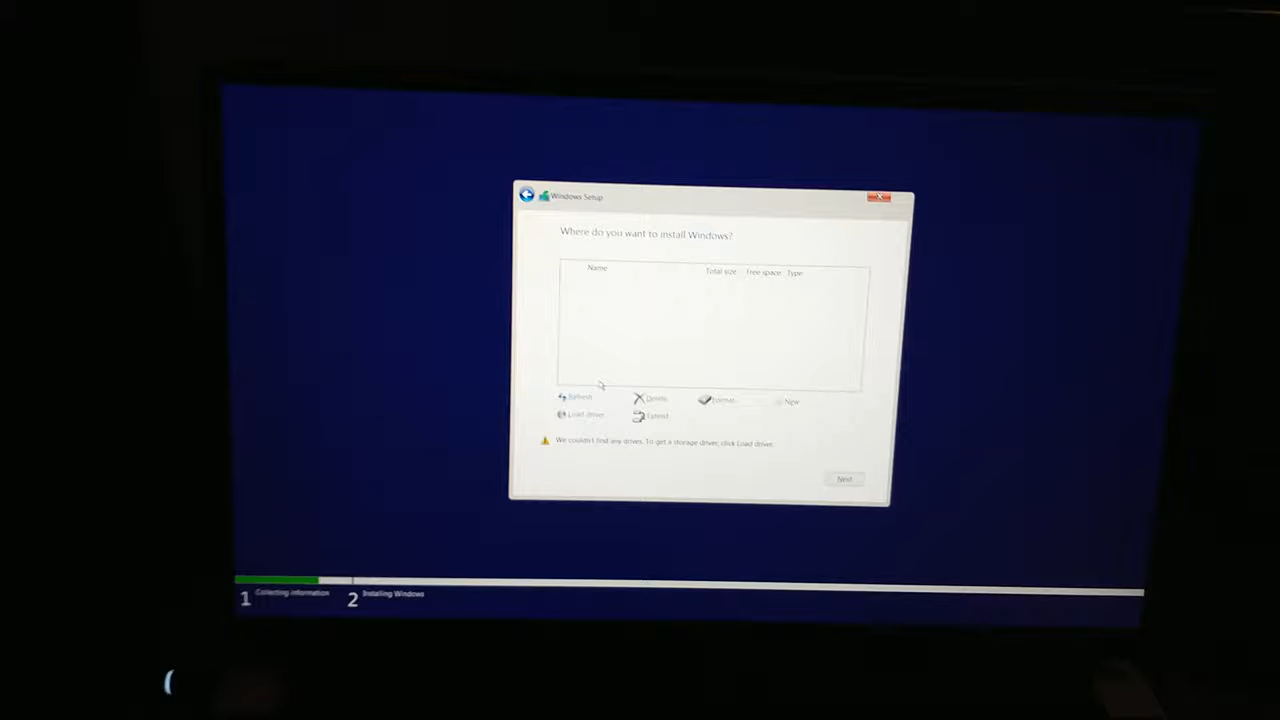 Windows Setup
Where do you want to install Windows?
Name Total size Free space Type
Refresh Delete Format New
Load driver Extend
We couldn't find any drives. To get a storage driver, click Load driver.
Next
1 Collecting information 2 Installing Windows